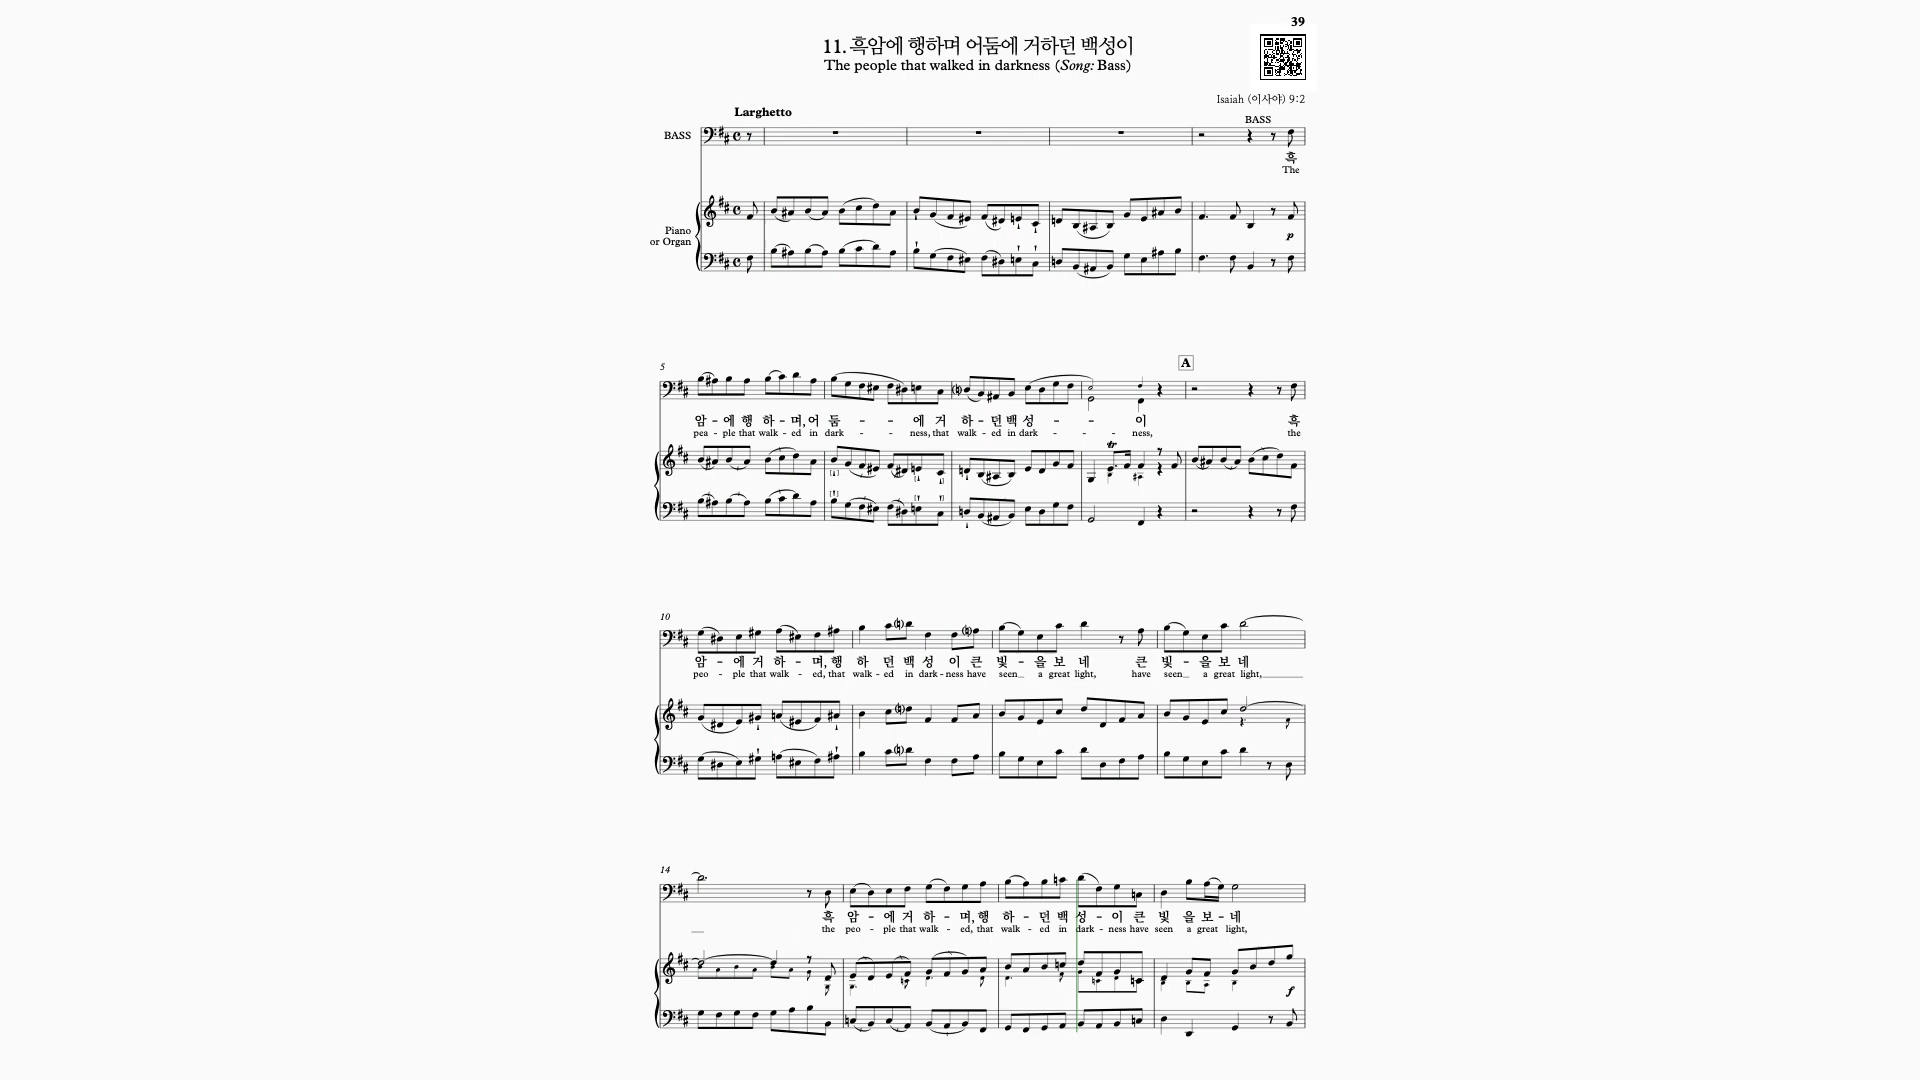 39
11. 흑암에 행하며 어둠에 거하던 백성이
The people that walked in darkness (Song: Bass)
Isaiah (이사야) 9:2
Larghetto
BASS
BASS
흑
The
Piano
or Organ
p
5
A
암 - 에 행 하 - 며, 어 둠 - - - 에 거 하 - 던 백 성 - - - 이 흑
pea - ple that walk - ed in dark - - - ness, that walk - ed in dark - - - ness, the
tr
10
암 - 에 거 하 - 며, 행 하 던 백 성 이 큰 빛 - 을 보 네 큰 빛 - 을 보 네
peo - ple that walk - ed, that walk - ed in dark - ness have seen_ a great light, have seen_ a great light,____
14
흑 암 - 에 거 하 - 며, 행 하 - 던 백 성 - 이 큰 빛 을 보 - 네
the peo - ple that walk - ed, that walk - ed in dark - ness have seen a great light,
f